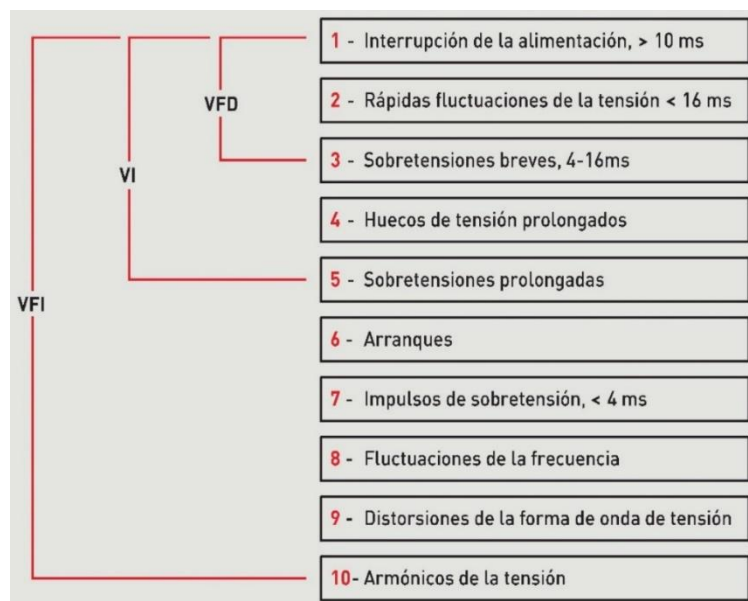 1 - Interrupción de la alimentación, > 10 ms
VFD
2 - Rápidas fluctuaciones de la tensión < 16 ms
3 - Sobretensiones breves, 4-16ms
VI
4 - Huecos de tensión prolongados
5 - Sobretensiones prolongadas
VFI
6 - Arranques
7 - Impulsos de sobretensión, < 4 ms
8 - Fluctuaciones de la frecuencia
9 - Distorsiones de la forma de onda de tensión
10- Armónicos de la tensión